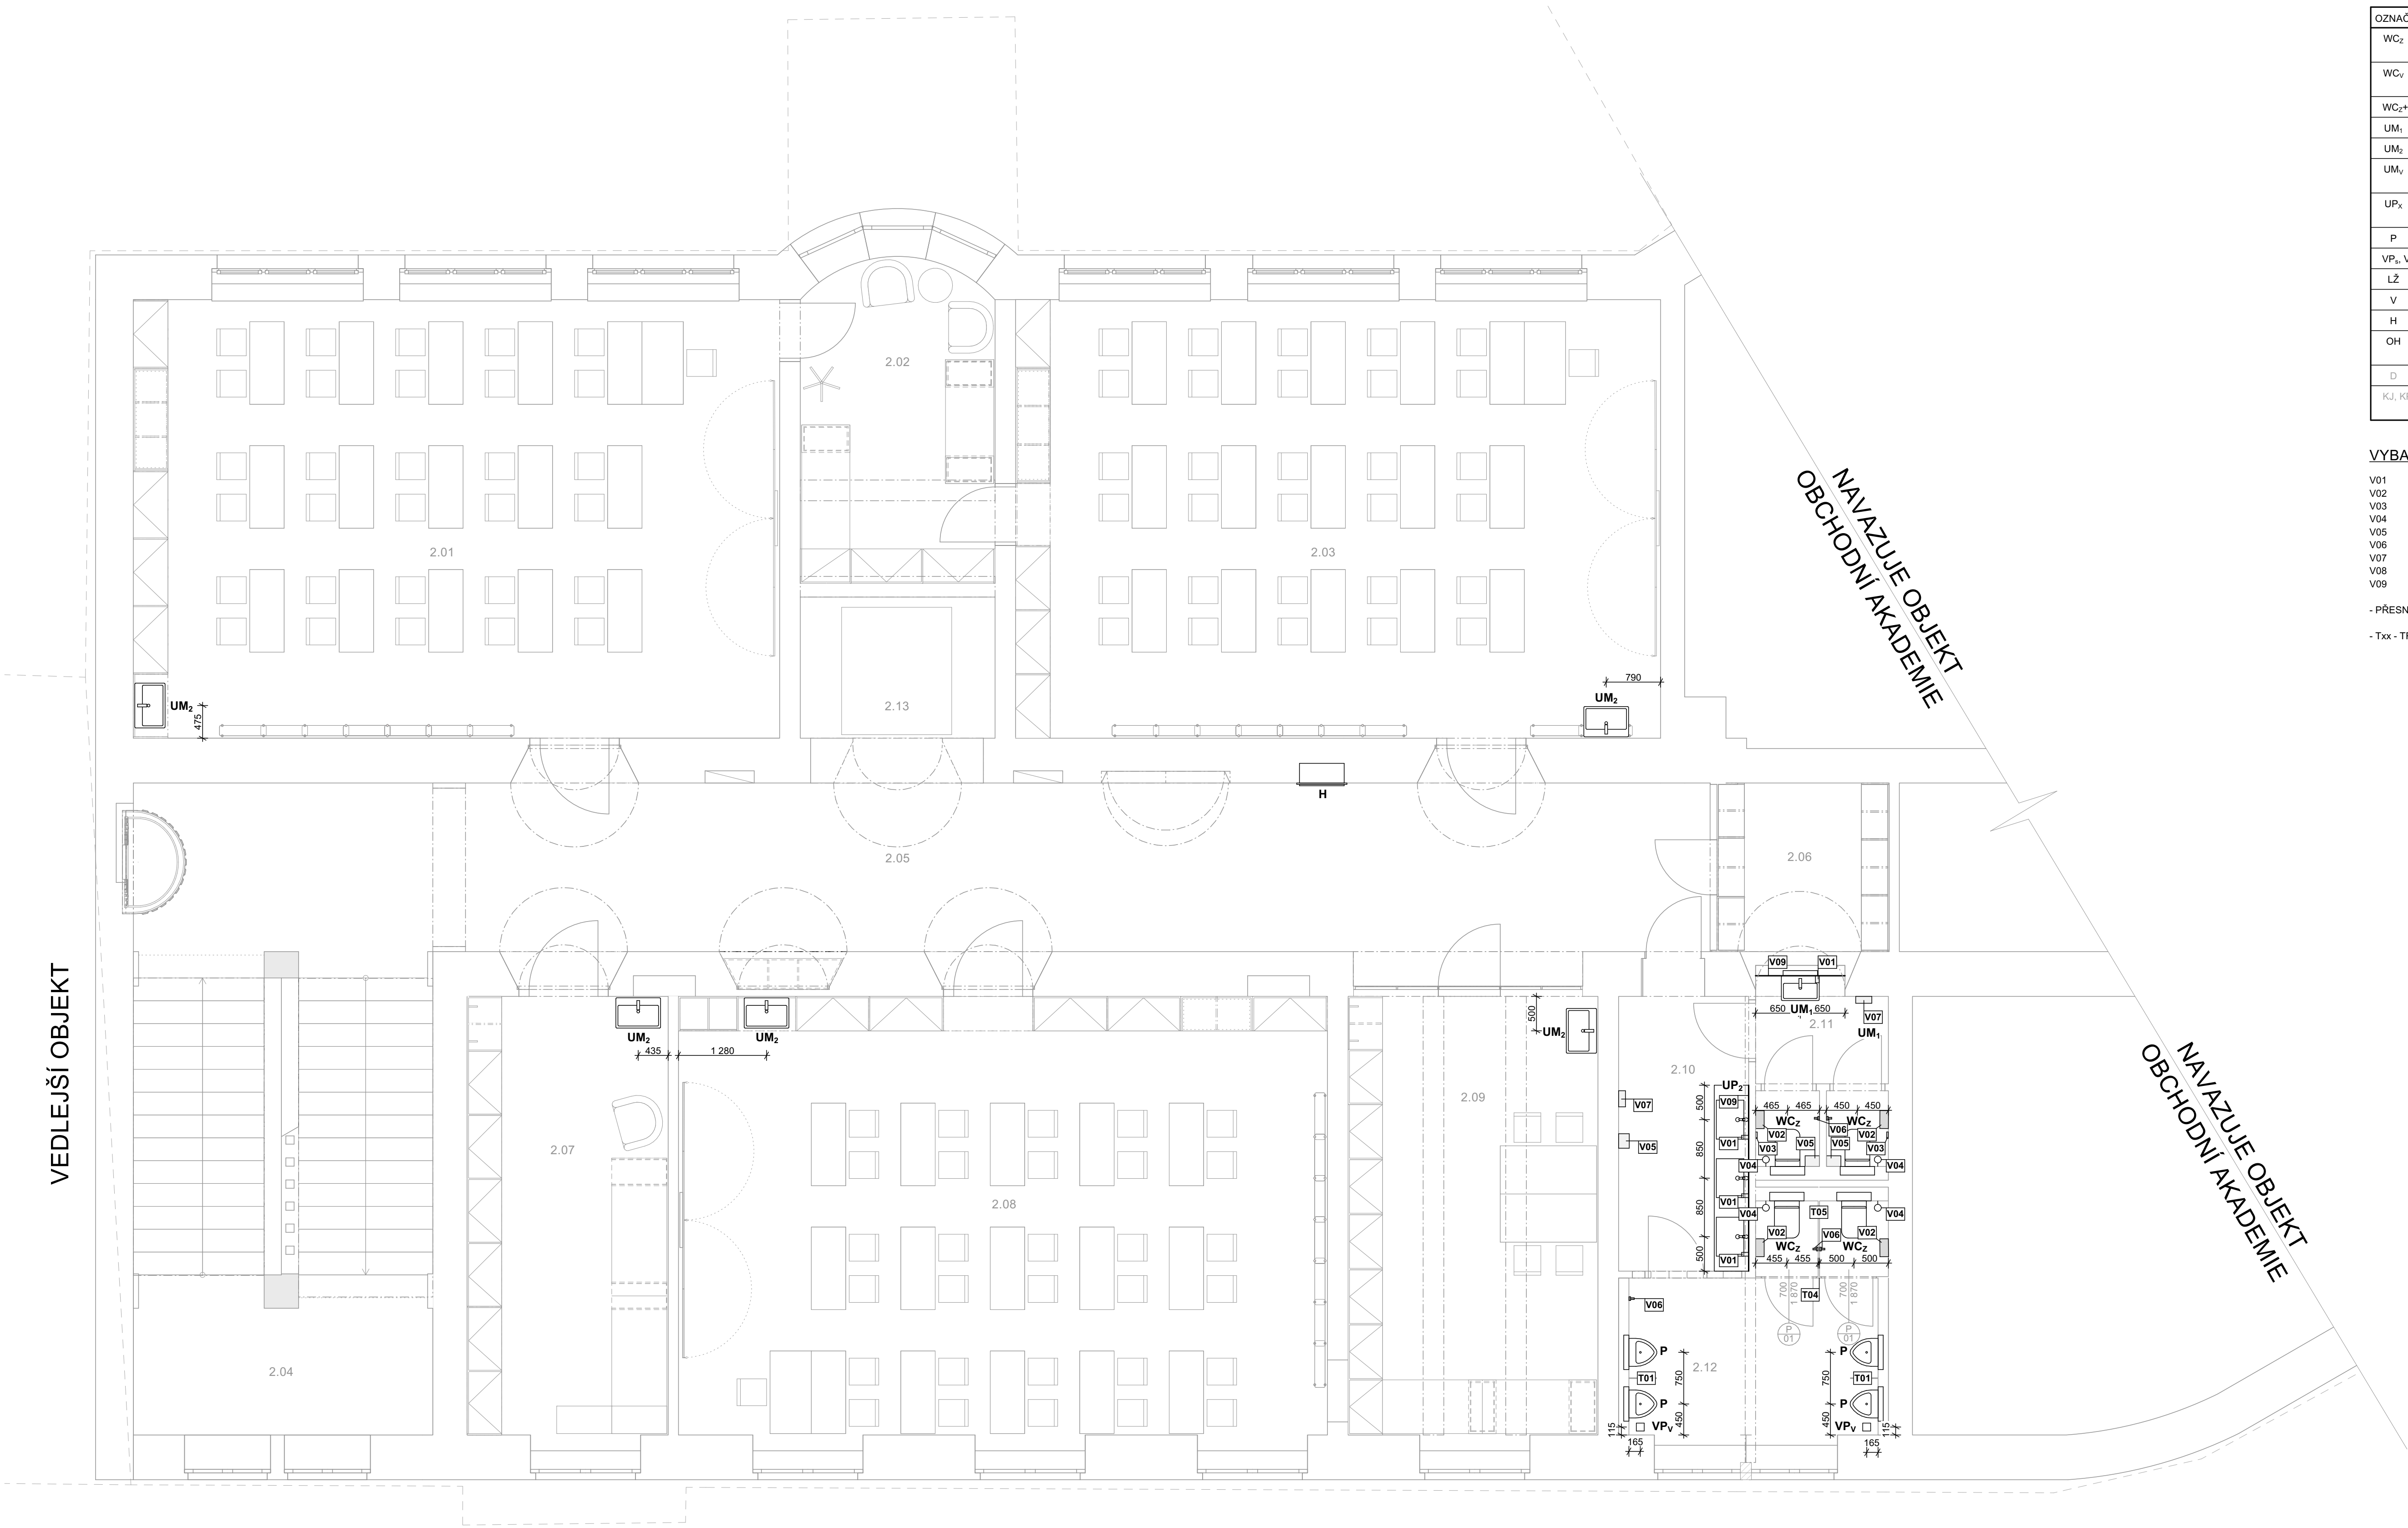 OZNAČ
WCZ
WCV
WCZ+
UM1
UM2
UMV
UPX
P
VPs, V
LŽ
V
H
OH
D
VYBA
V01
V02
V03
V04
V05
V06
V07
V08
V09
- PŘESN
- Txx - T
NAVAZUJE OBJEKT
OBCHODNÍ AKADEMIE
VEDLEJŠÍ OBJEKT
NAVAZUJE OBJEKT
OBCHODNÍ AKADEMIE
2.01
2.02
2.03
2.13
UM2
475
790
UM2
H
2.05
2.06
V09
V01
650 UM1 650
2.11
V07
UM1
UM2
435
UM2
1 280
500
UM2
2.07
2.08
2.09
2.10
UP2
V09
V07
V05
500
850
850
500
V01
V01
V01
465
465
450
450
WCZ
WCZ
V02
V06
V02
V03
V05
V05
V03
V04
V04
V04
T05
V04
V02
V06
V02
WCZ
WCZ
455
455
500
500
700
1 870
700
1 870
T04
V06
P
01
P
01
P
P
2.12
T01
T01
750
750
P
P
VPV
VPV
450
450
115
115
165
165
2.04